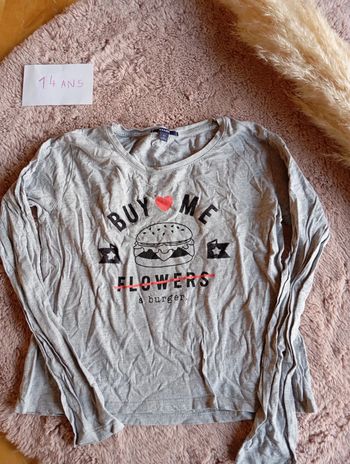 14 ANS
BUY ME
FLOWERS
a burger.